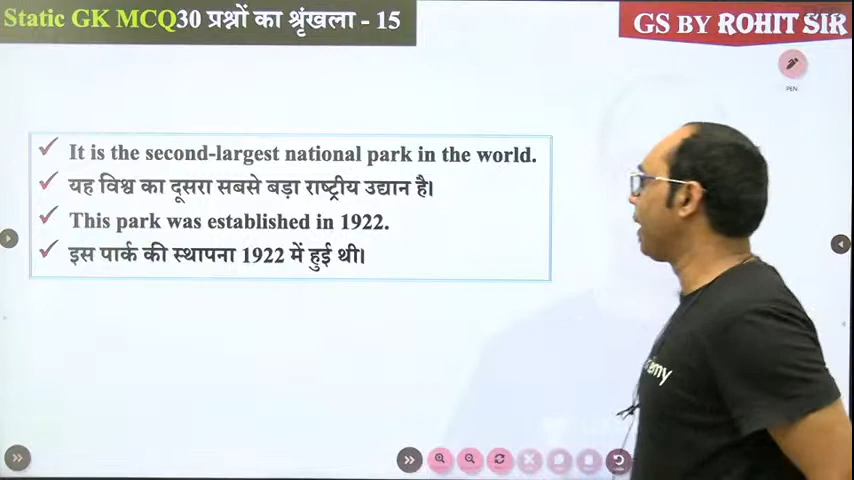 Static GK MCQ30 प्रश्नों का श्रृंखला - 15
GS BY ROHIT SIR
PEN
It is the second-largest national park in the world.
यह विश्व का दूसरा सबसे बड़ा राष्ट्रीय उद्यान है।
This park was established in 1922.
इस पार्क की स्थापना 1922 में हुई थी।